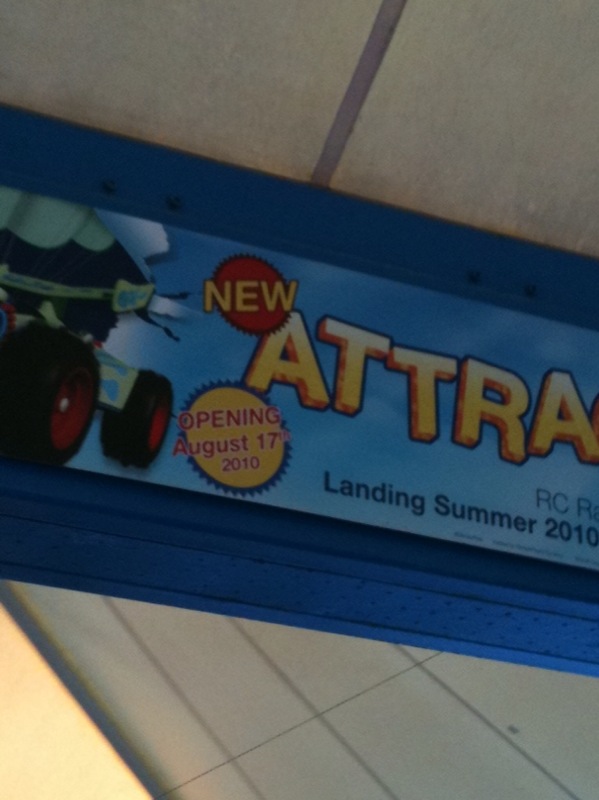 NEW
ATTRA
OPENING
August 17th
2010
RC Ra
Landing Summer 2010